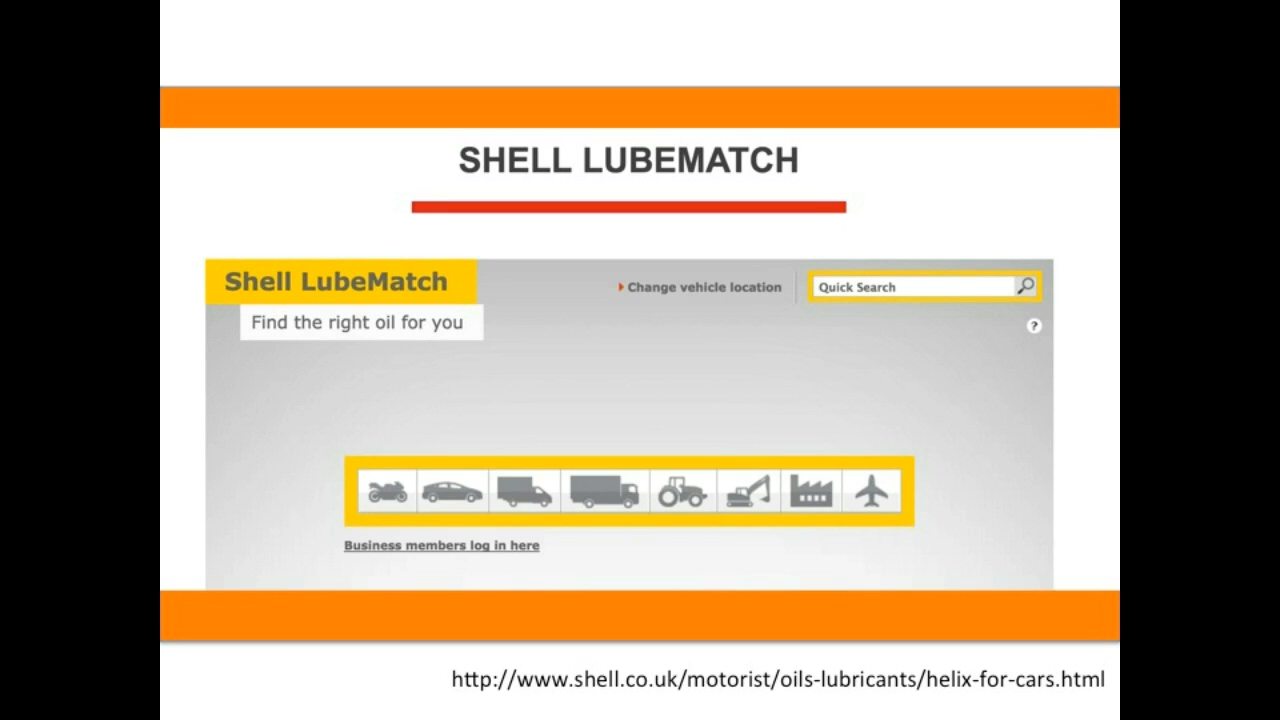 SHELL LUBEMATCH
Shell LubeMatch
Change vehicle location
Quick Search
Find the right oil for you
?
Business members log in here
http://www.shell.co.uk/motorist/oils-lubricants/helix-for-cars.html